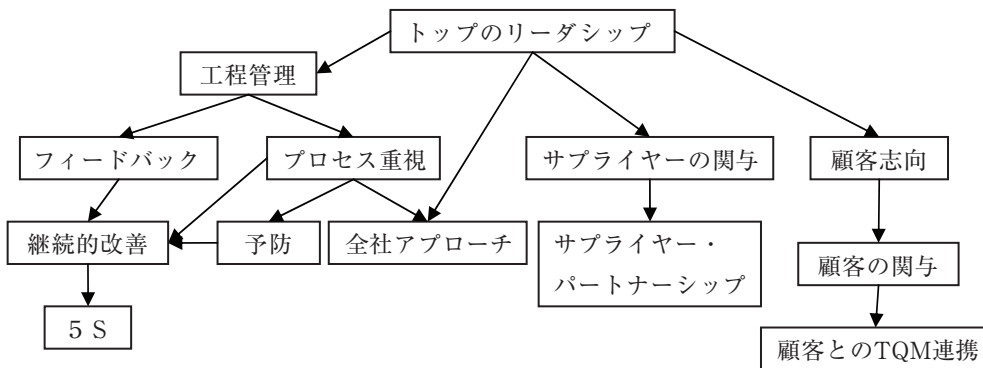 トップのリーダシップ
工程管理
フィードバック
プロセス重視
サプライヤーの関与
顧客志向
継続的改善
予防
全社アプローチ
サプライヤー・
パートナーシップ
顧客の関与
５Ｓ
顧客とのTQM連携